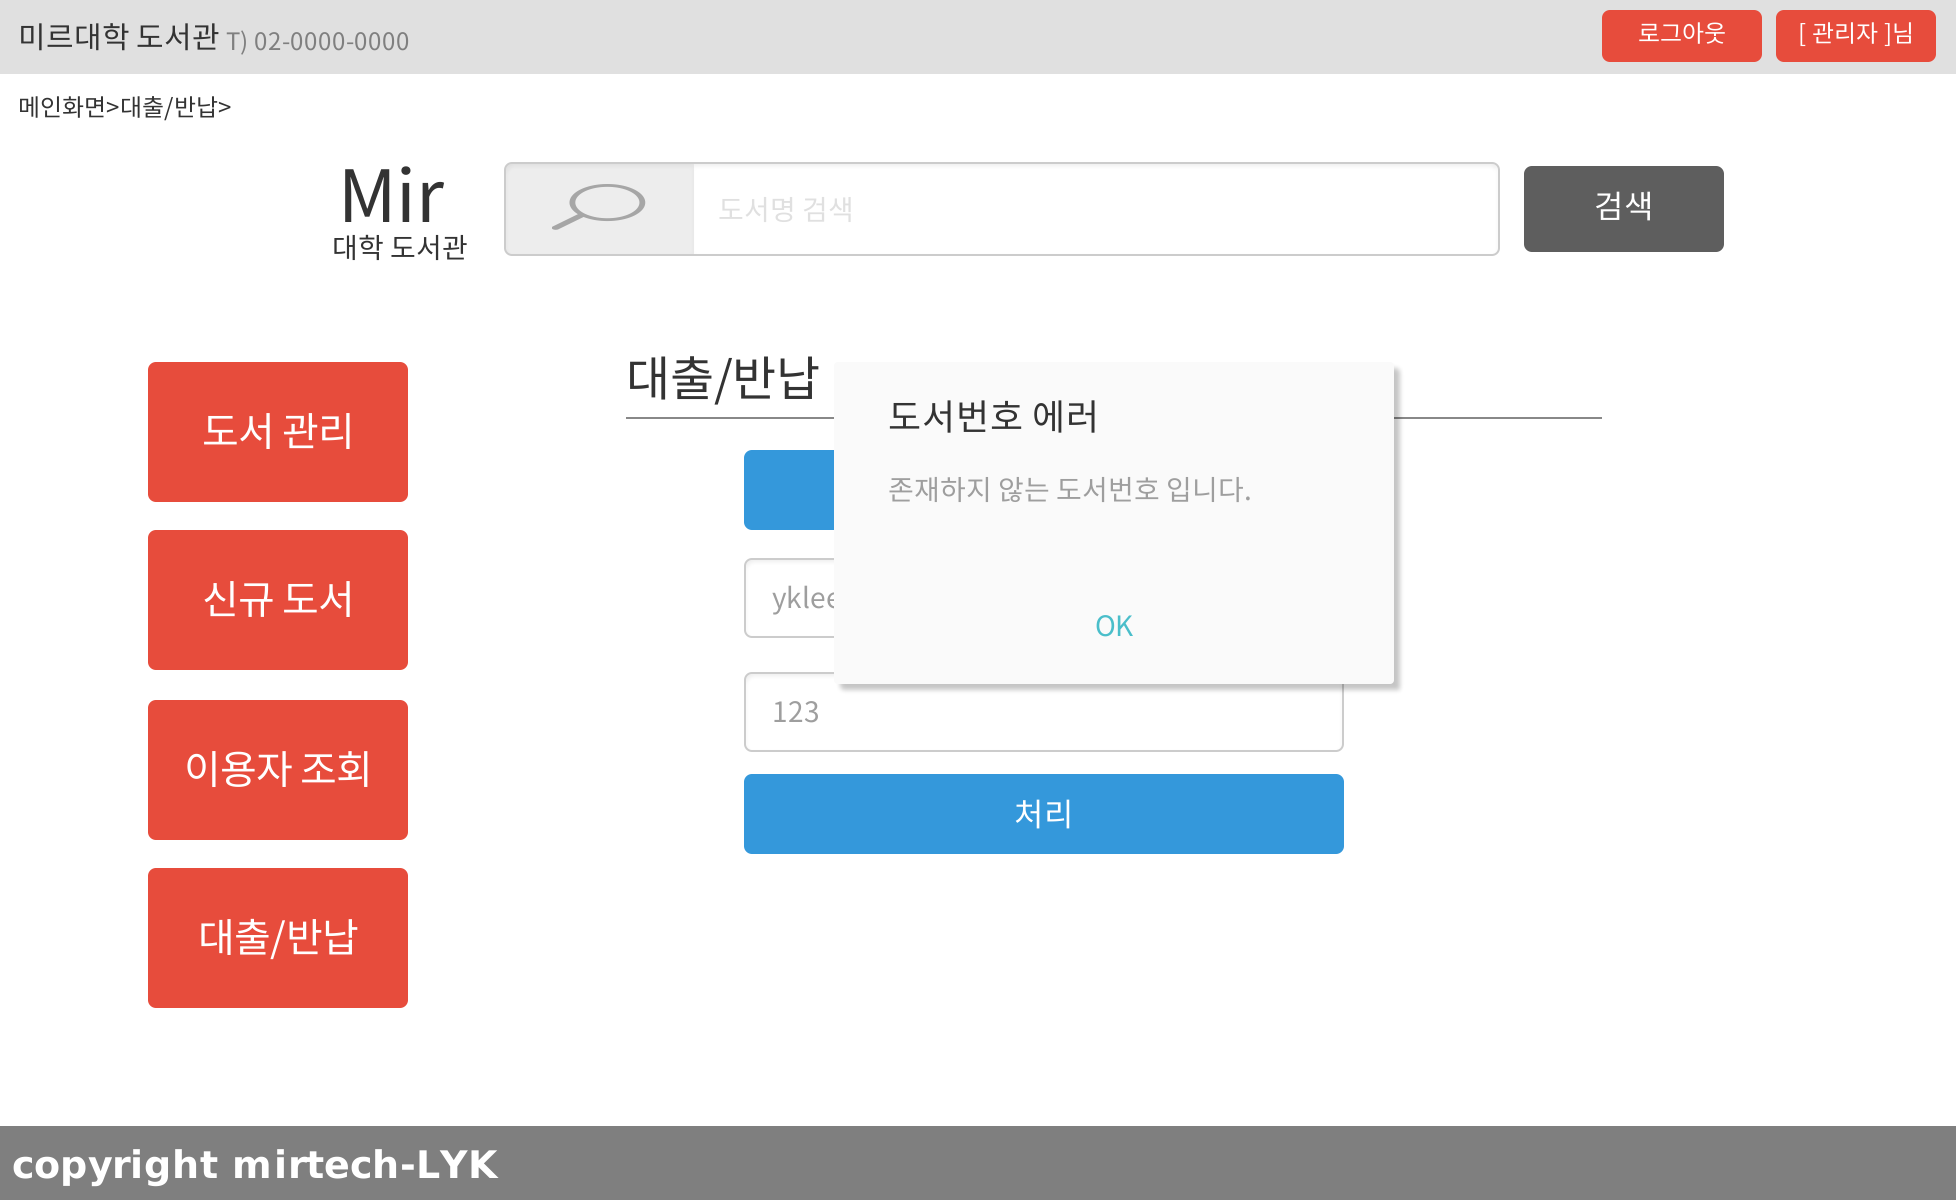 미르대학 도서관 T) 02-0000-0000
로그아웃
[ 관리자 ]님
메인화면>대출/반납>
Mir
대학 도서관
도서명 검색
검색
도서 관리
신규 도서
이용자 조회
대출/반납
대출/반납
도서번호 에러
존재하지 않는 도서번호 입니다.
OK
123
처리
copyright mirtech-LYK